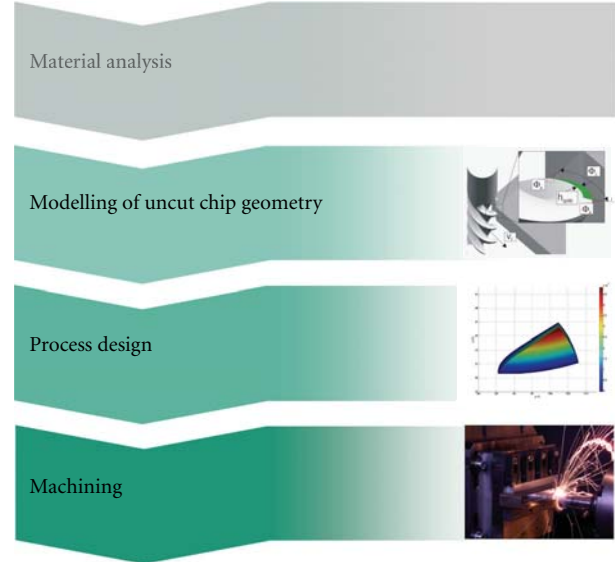 Material analysis
Modelling of uncut chip geometry
Process design
Machining